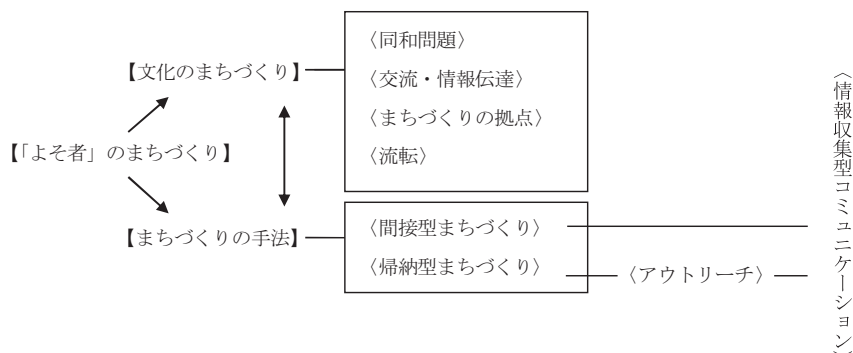 〈同和問題〉
【文化のまちづくり】
〈交流・情報伝達〉
〈まちづくりの拠点〉
〈流転〉
【「よそ者」のまちづくり】
【まちづくりの手法】
〈間接型まちづくり〉
〈帰納型まちづくり〉
〈アウトリーチ〉
〈情報収集型コミュニケーション〉